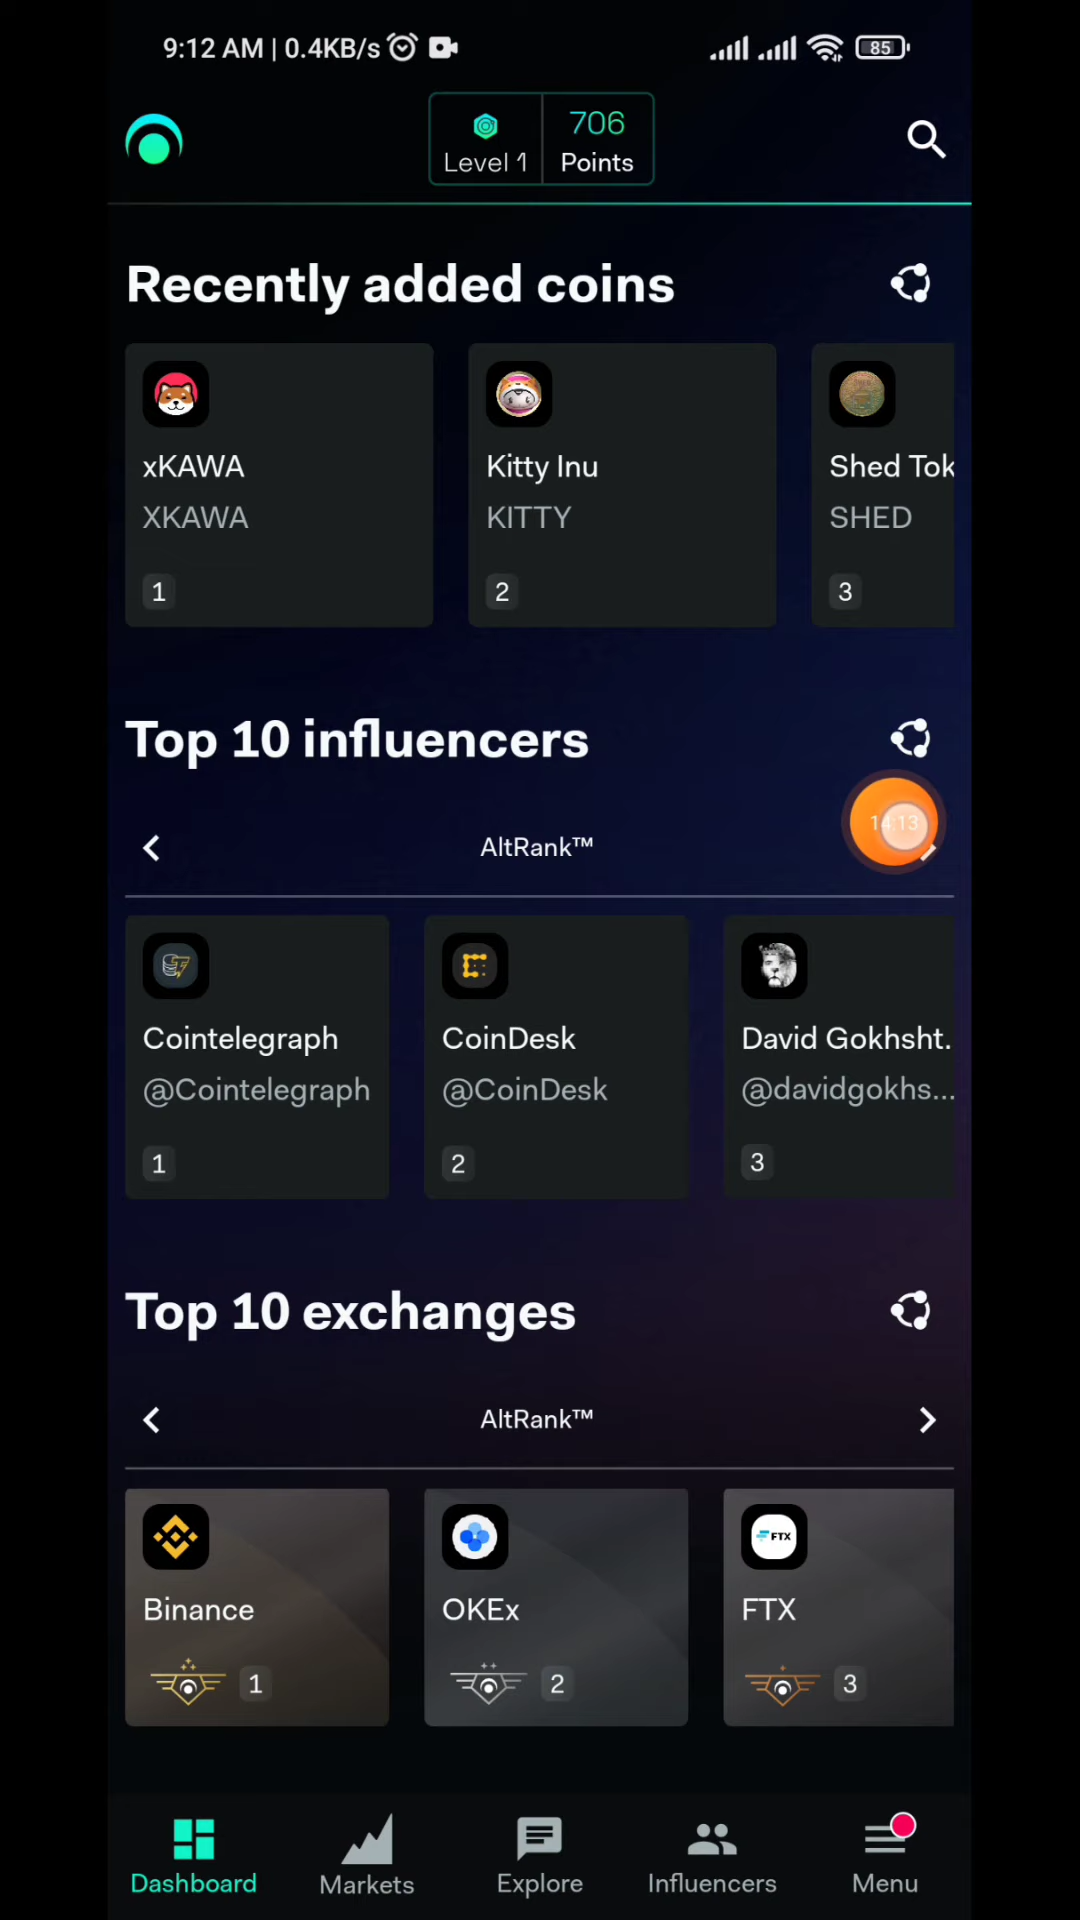 9:12 AM | 0.4KB/s
85
Level 1
706
Points
Recently added coins
xKAWA
XKAWA
1
Kitty Inu
KITTY
2
Shed Tok
SHED
3
Top 10 influencers
AltRank™
14:13
Cointelegraph
@Cointelegraph
1
CoinDesk
@CoinDesk
2
David Gokhsht.
@davidgokhs...
3
Top 10 exchanges
AltRank™
Binance
1
OKEx
2
FTX
FTX
3
Dashboard
Markets
Explore
Influencers
Menu